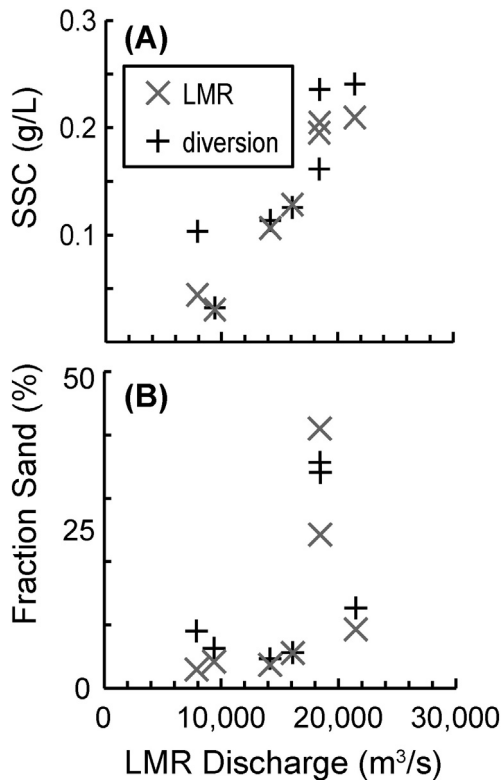 (A)
0.3
0.2
0.1
SSC (g/L)
LMR
diversion
(B)
50
25
0
Fraction Sand (%)
0 10,000 20,000 30,000
LMR Discharge (m³/s)